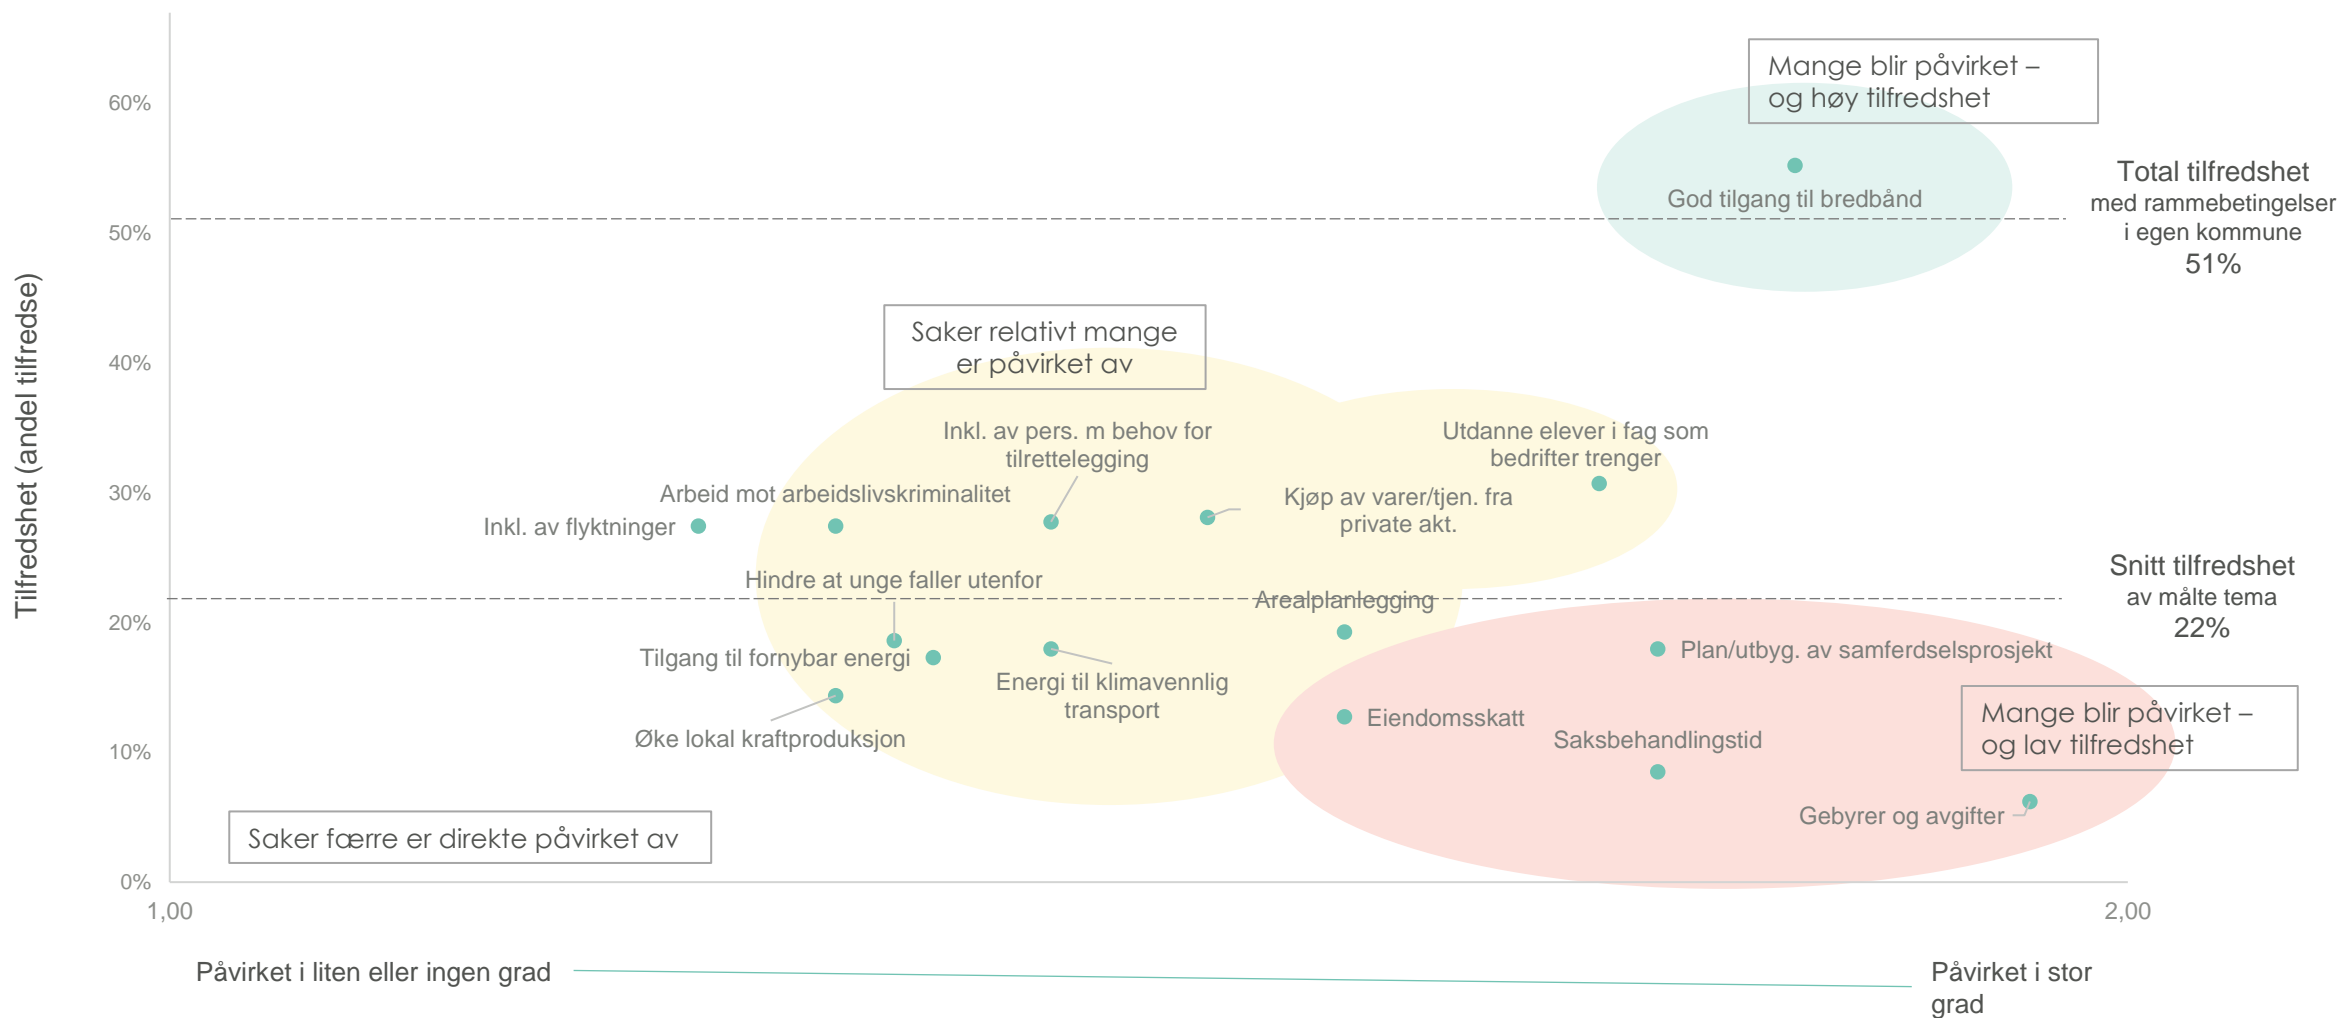 Mange blir påvirket –
og høy tilfredshet
60%
Total tilfredshet
med rammebetingelser
i egen kommune
51%
God tilgang til bredbånd
50%
Tilfredshet (andel tilfredse)
Saker relativt mange
er påvirket av
40%
Inkl. av pers. m behov for
tilrettelegging
Utdanne elever i fag som
bedrifter trenger
30%
Arbeid mot arbeidslivskriminalitet
Kjøp av varer/tjen. fra
private akt.
Inkl. av flyktninger
Hindre at unge faller utenfor
Arealplanlegging
Snitt tilfredshet
av målte tema
22%
20%
Tilgang til fornybar energi
Plan/utbyg. av samferdselsprosjekt
Energi til klimavennlig
transport
Eiendomsskatt
Mange blir påvirket –
og lav tilfredshet
Øke lokal kraftproduksjon
Saksbehandlingstid
10%
Gebyrer og avgifter
Saker færre er direkte påvirket av
0%
1,00
2,00
Påvirket i liten eller ingen grad
Påvirket i stor
grad